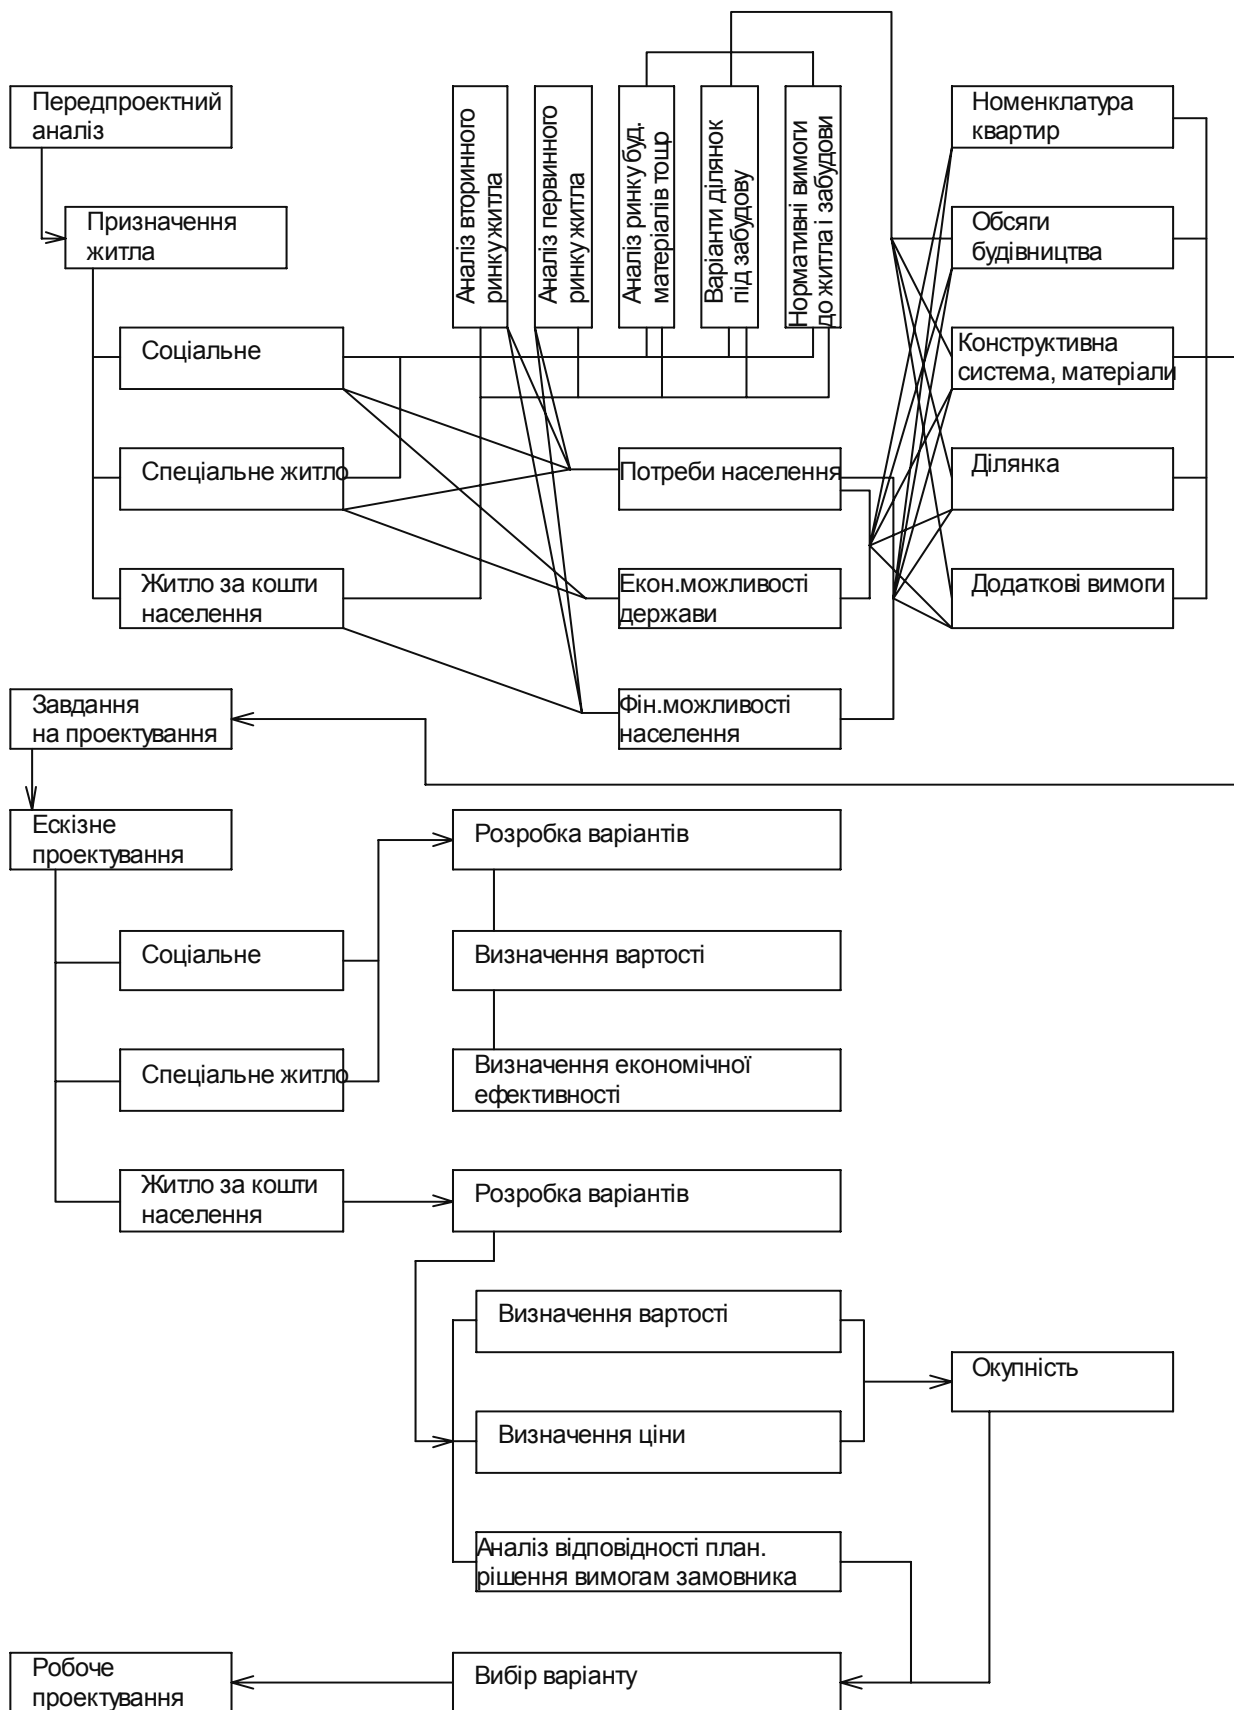 Передпроектний
аналіз
Призначення
житла
Соціальне
Спеціальне житло
Житло за кошти
населення
Аналіз вторинного
ринку житла
Аналіз первинного
ринку житла
Аналіз ринку буд.
матеріалів тощо
Варіанти ділянок
під забудову
Нормативні вимоги
до житла і забудови
Потреби населення
Екон.можливості
держави
Фін.можливості
населення
Номенклатура
квартир
Обсяги
будівництва
Конструктивна
система, матеріали
Ділянка
Додаткові вимоги
Завдання
на проектування
Ескізне
проектування
Соціальне
Спеціальне житло
Житло за кошти
населення
Розробка варіантів
Визначення вартості
Визначення економічної
ефективності
Розробка варіантів
Визначення вартості
Визначення ціни
Аналіз відповідності план.
рішення вимогам замовника
Окупність
Вибір варіанту
Робоче
проектування